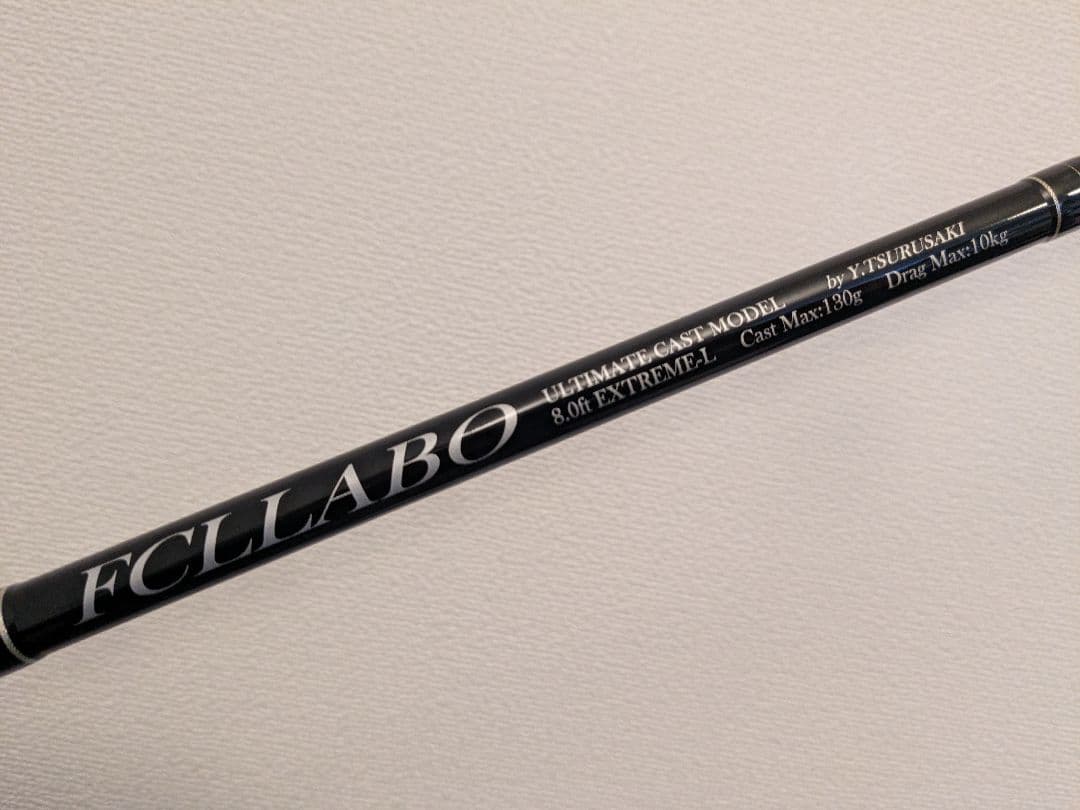 FCLLABO
ULTIMATE CAST MODEL by Y.TSURUSAKI
8.0ft EXTREME-L Cast Max:130g Drag Max:10kg